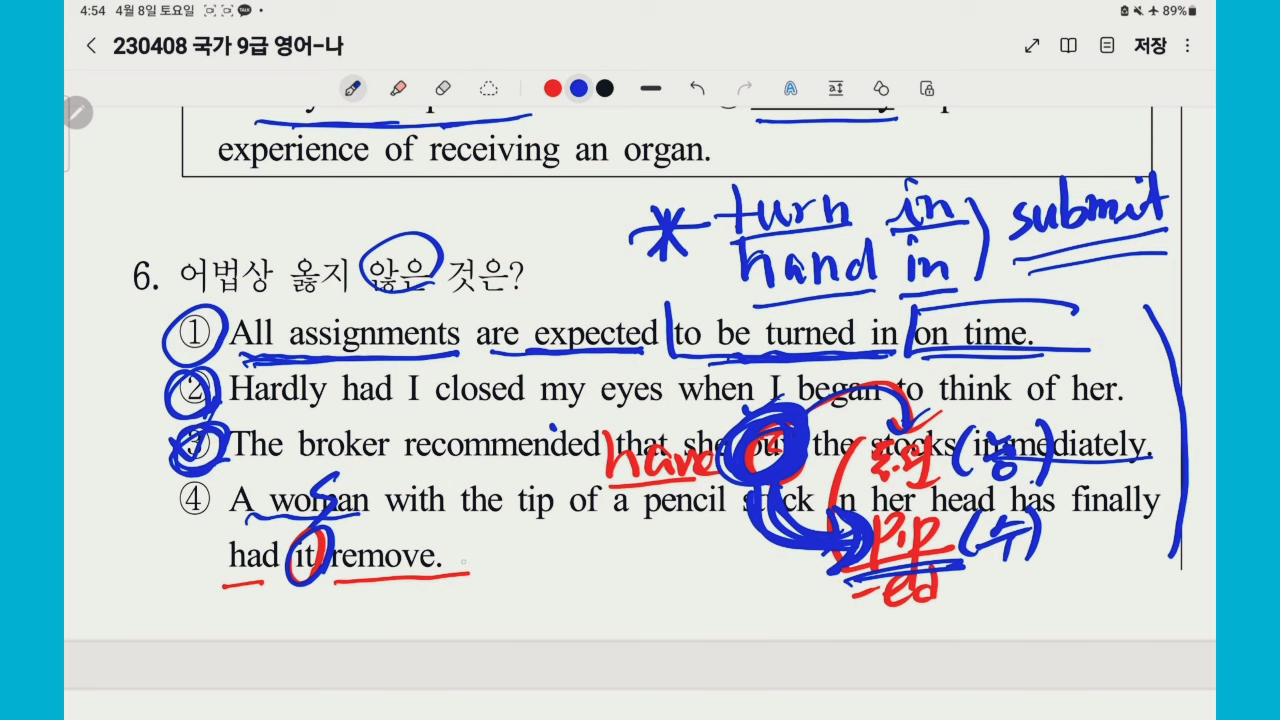 4:54 4월 8일 토요일 TALK 89%
230408 국가 9급 영어-나 저장
experience of receiving an organ.
* turn in
hand in ) submit
6. 어법상 옳지 않은 것은?
① All assignments are expected to be turned in on time.
② Hardly had I closed my eyes when I began to think of her.
③ The broker recommended that she buy the stocks immediately.
have (능)
④ A woman with the tip of a pencil stuck in her head has finally
p.p (수)
had it remove.
-ed